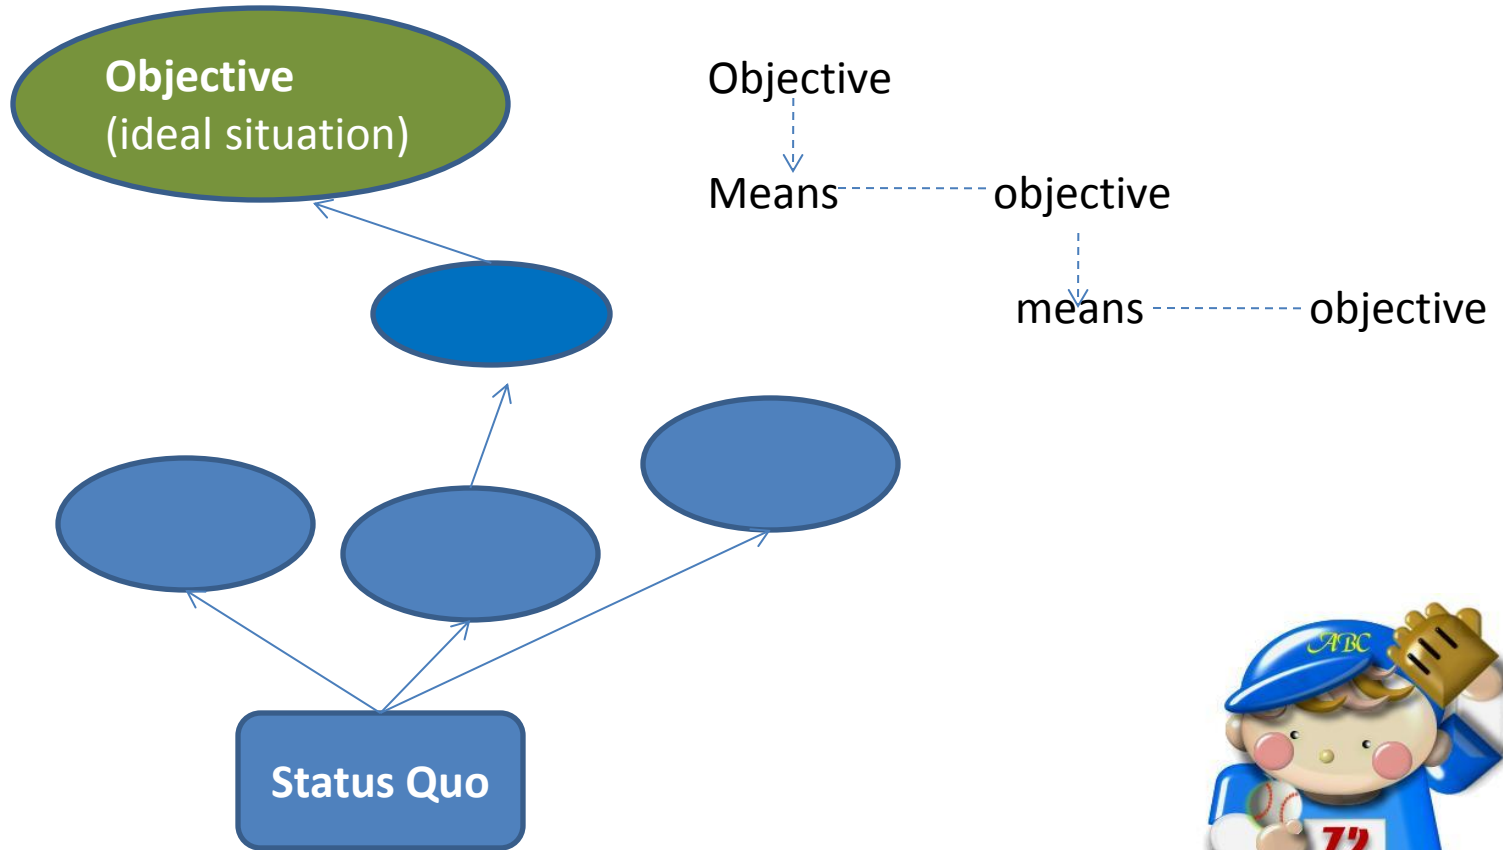 Objective
(ideal situation)
Objective
Means objective
means objective
Status Quo
ABC
72